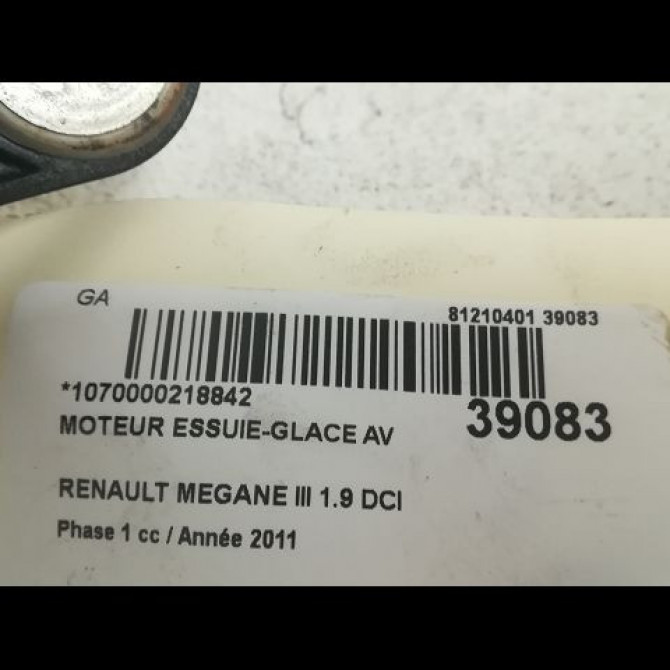 GA
81210401 39083
*1070000218842
39083
MOTEUR ESSUIE-GLACE AV
RENAULT MEGANE III 1.9 DCI
Phase 1 cc / Année 2011